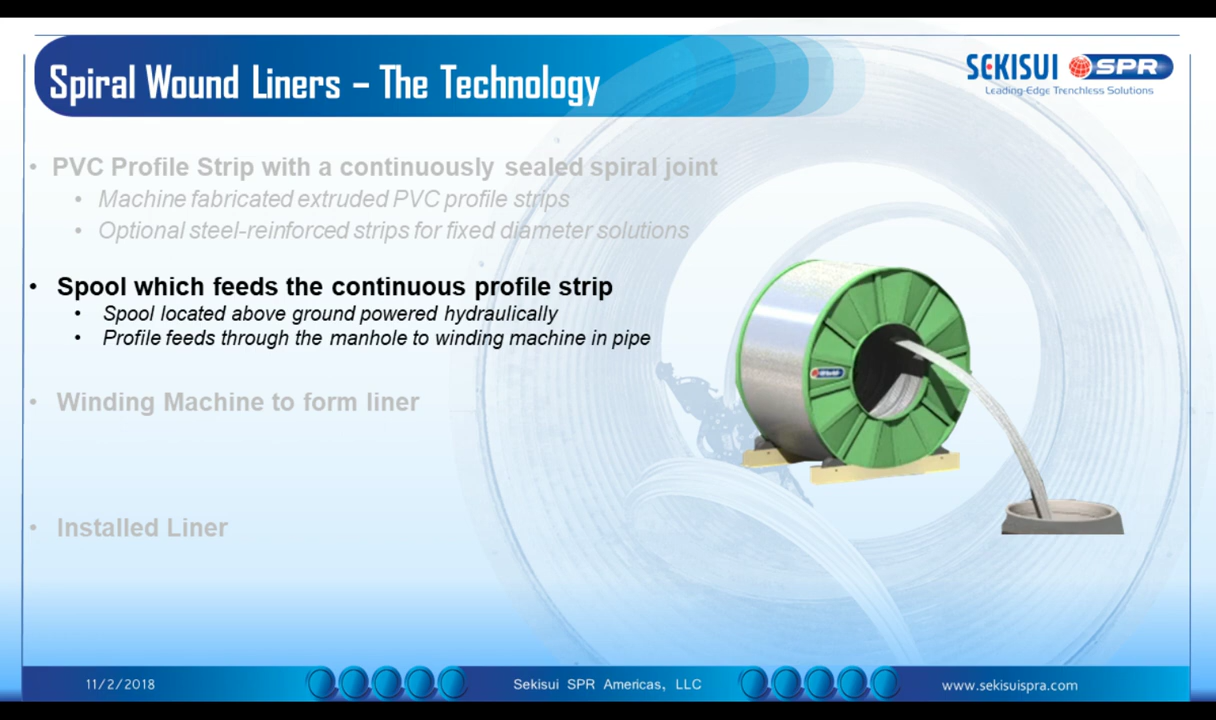 Spiral Wound Liners – The Technology
SEKISUI SPR
Leading-Edge Trenchless Solutions
• PVC Profile Strip with a continuously sealed spiral joint
• Machine fabricated extruded PVC profile strips
• Optional steel-reinforced strips for fixed diameter solutions
• Spool which feeds the continuous profile strip
• Spool located above ground powered hydraulically
• Profile feeds through the manhole to winding machine in pipe
• Winding Machine to form liner
• Installed Liner
11/2/2018
Sekisui SPR Americas, LLC
www.sekisuispra.com